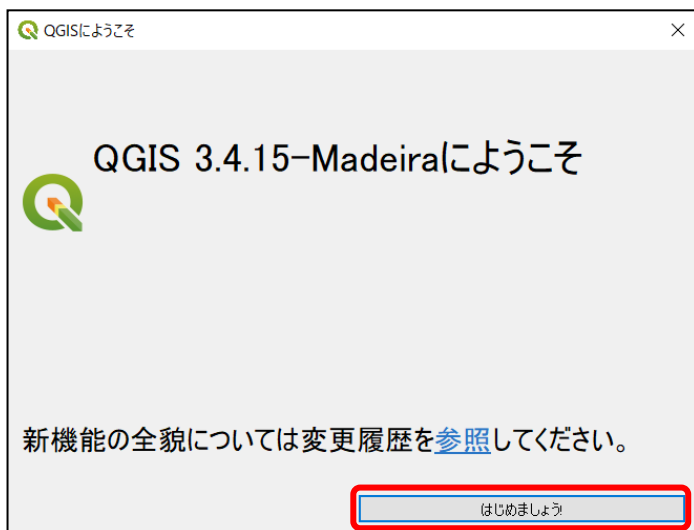 QGISにようこそ
QGIS 3.4.15-Madeiraにようこそ
新機能の全貌については変更履歴を参照してください。
はじめましょう!